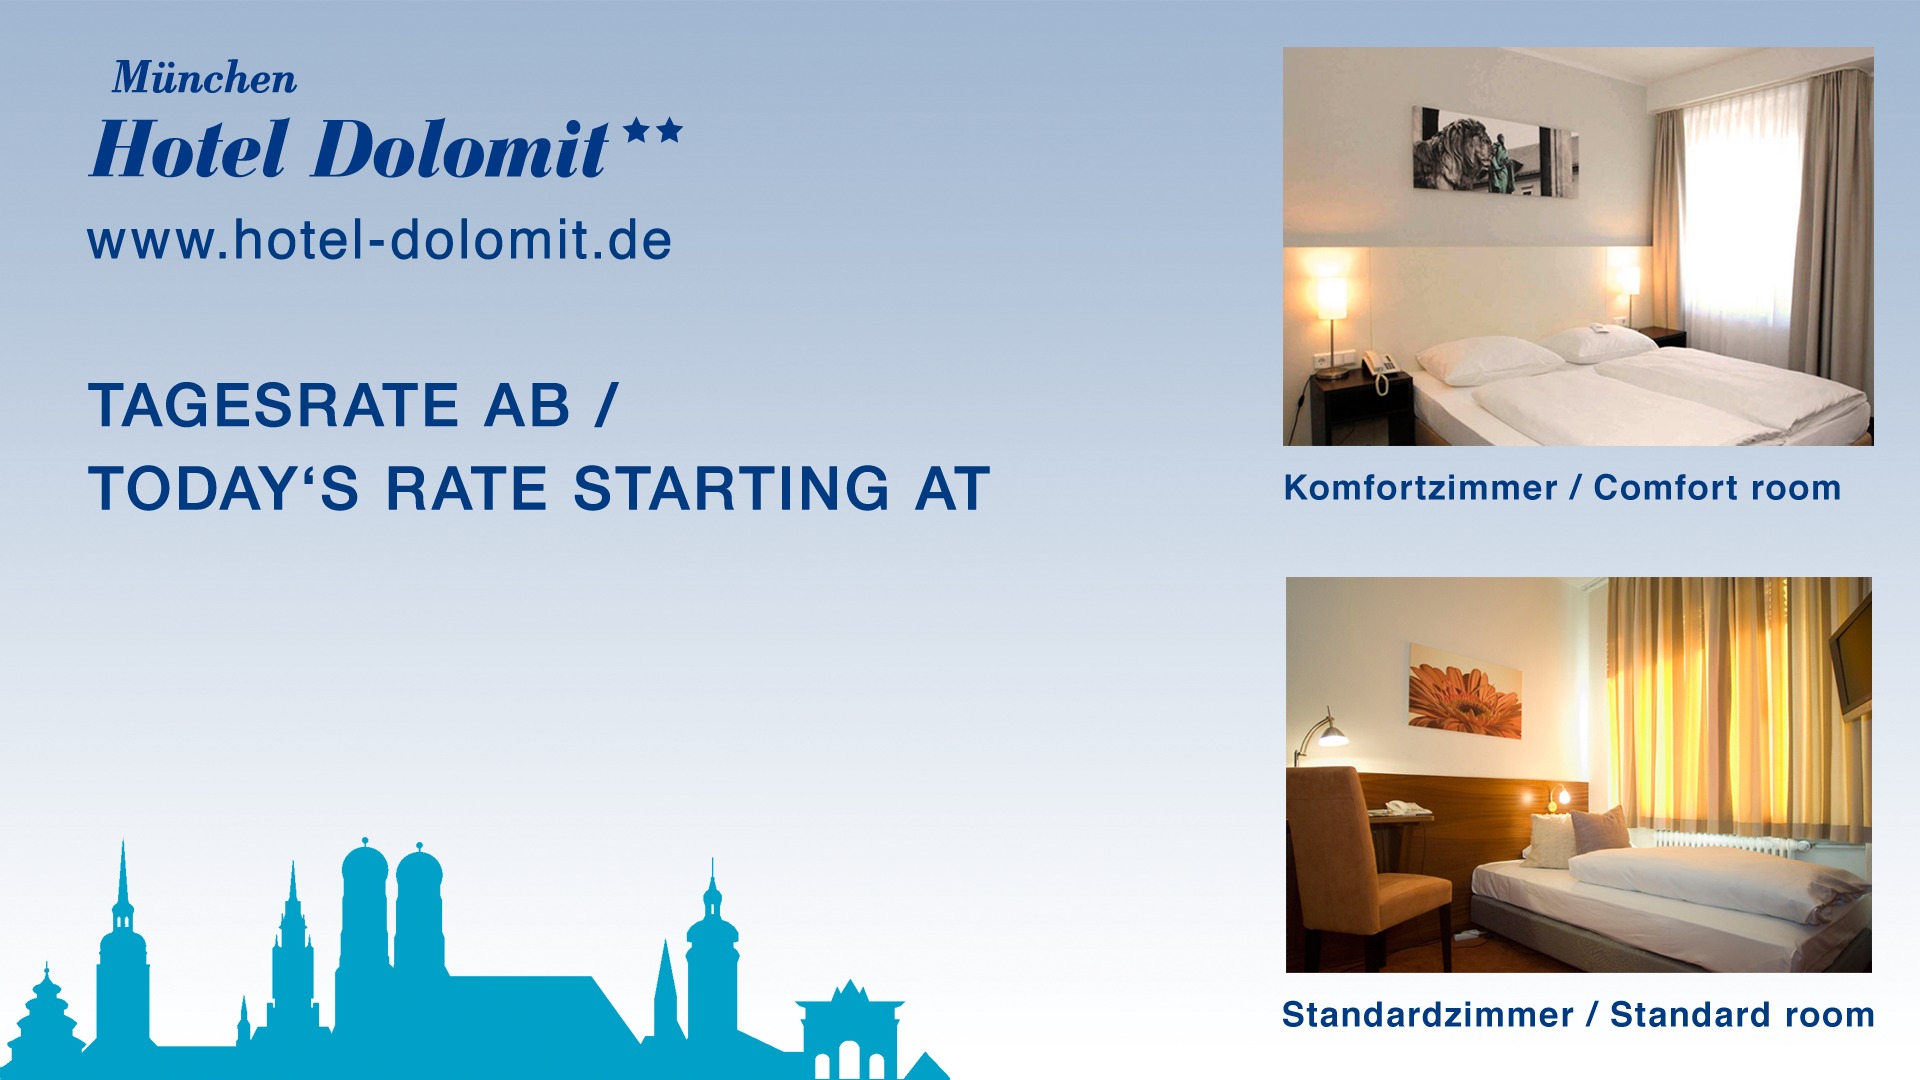 München
Hotel Dolomit★★
www.hotel-dolomit.de
TAGESRATE AB /
TODAY‘S RATE STARTING AT
Komfortzimmer / Comfort room
Standardzimmer / Standard room